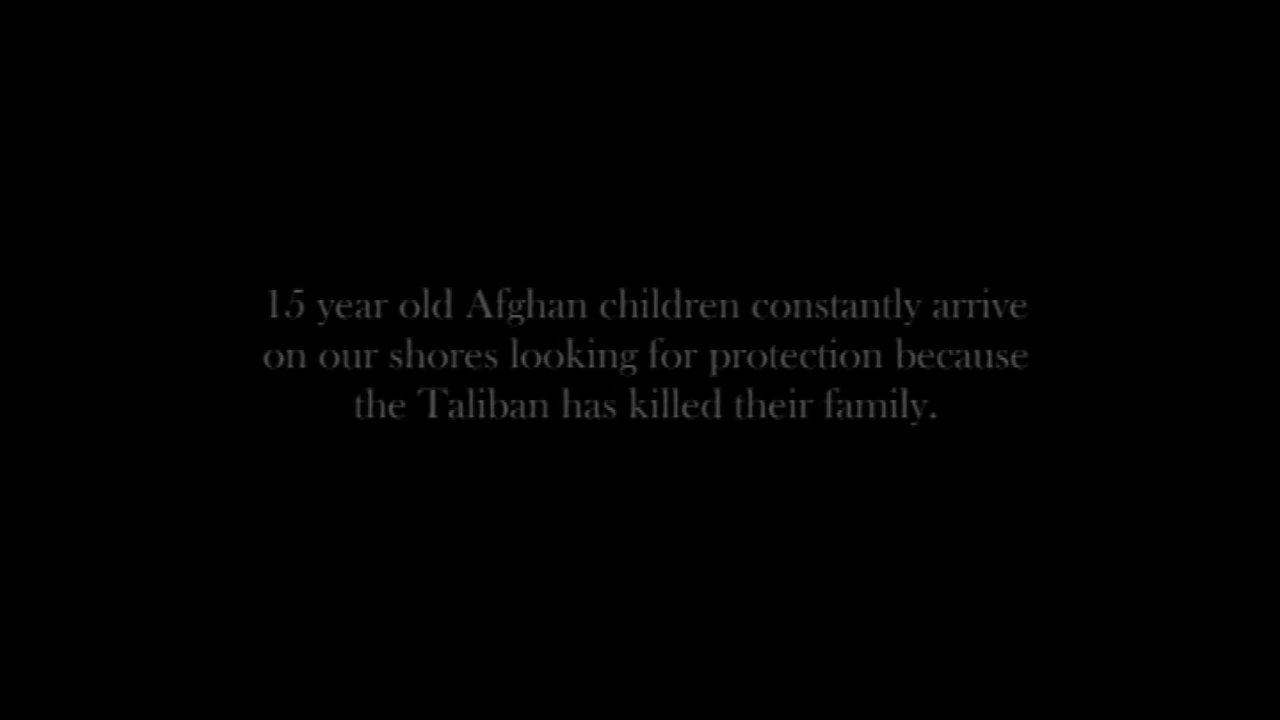 15 year old Afghan children constantly arrive
on our shores looking for protection because
the Taliban has killed their family.